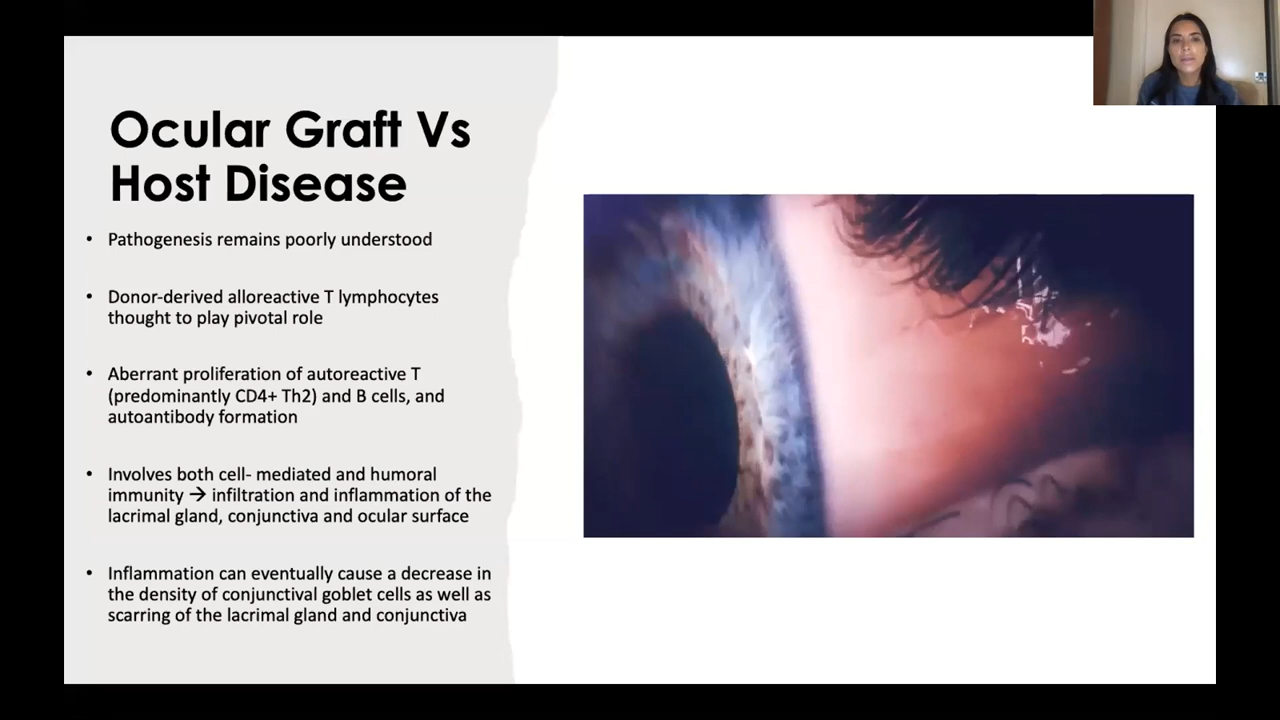 Ocular Graft Vs
Host Disease
• Pathogenesis remains poorly understood
• Donor-derived alloreactive T lymphocytes
thought to play pivotal role
• Aberrant proliferation of autoreactive T
(predominantly CD4+ Th2) and B cells, and
autoantibody formation
• Involves both cell- mediated and humoral
immunity → infiltration and inflammation of the
lacrimal gland, conjunctiva and ocular surface
• Inflammation can eventually cause a decrease in
the density of conjunctival goblet cells as well as
scarring of the lacrimal gland and conjunctiva